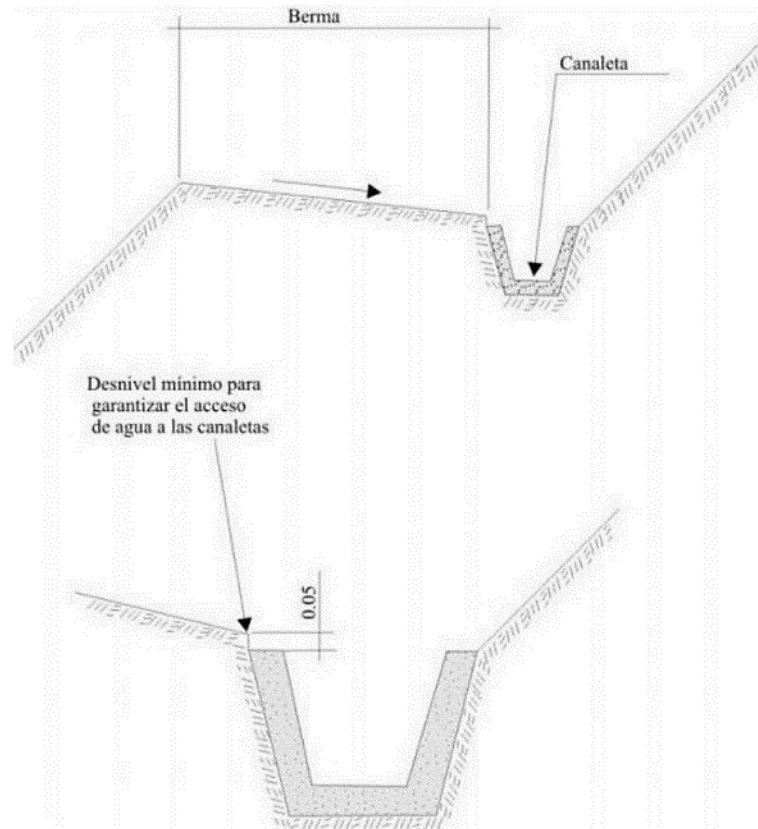 Berma
Canaleta
Desnivel mínimo para
garantizar el acceso
de agua a las canaletas
0.05